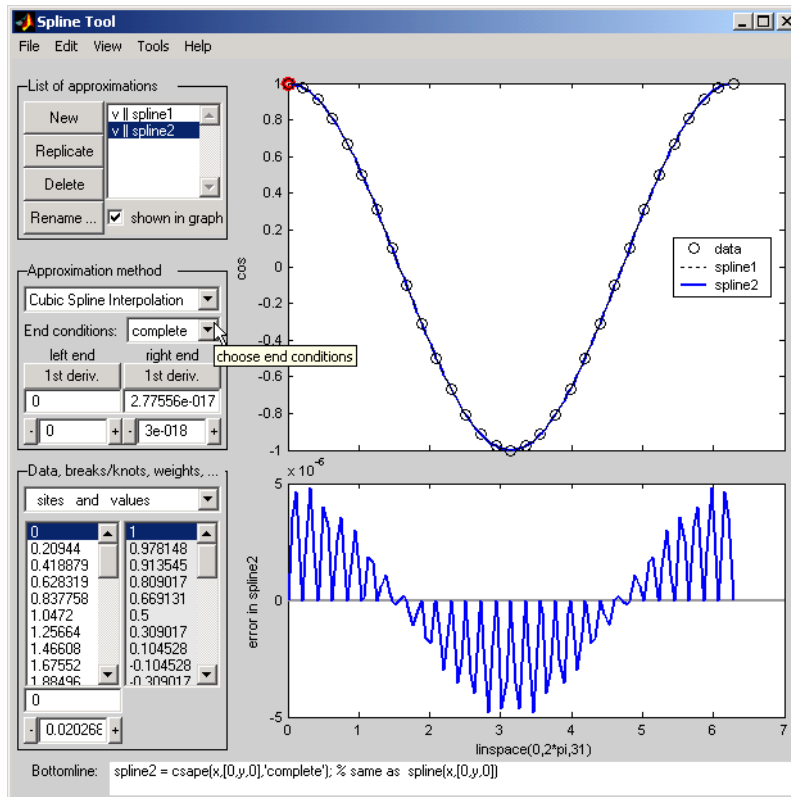 Spline Tool
File Edit View Tools Help
List of approximations
New
Replicate
Delete
Rename ...
v || spline1
v || spline2
shown in graph
Approximation method
Cubic Spline Interpolation
End conditions: complete
choose end conditions
left end right end
1st deriv. 1st deriv.
0 2.77556e-017
- 0 + - 3e-018 +
Data, breaks/knots, weights, ...
sites and values
0 1
0.20944 0.978148
0.418879 0.913545
0.628319 0.809017
0.837758 0.669131
1.0472 0.5
1.25664 0.309017
1.46608 0.104528
1.67552 -0.104528
1.88496 -0.309017
0
- 0.020268 +
1
0.8
0.6
0.4
0.2
0
-0.2
-0.4
-0.6
-0.8
-1
cos
data
spline1
spline2
x 10^-6
5
0
-5
error in spline2
0 1 2 3 4 5 6 7
linspace(0,2*pi,31)
Bottomline: spline2 = csape(x,[0,y,0],'complete'); % same as spline(x,[0,y,0])